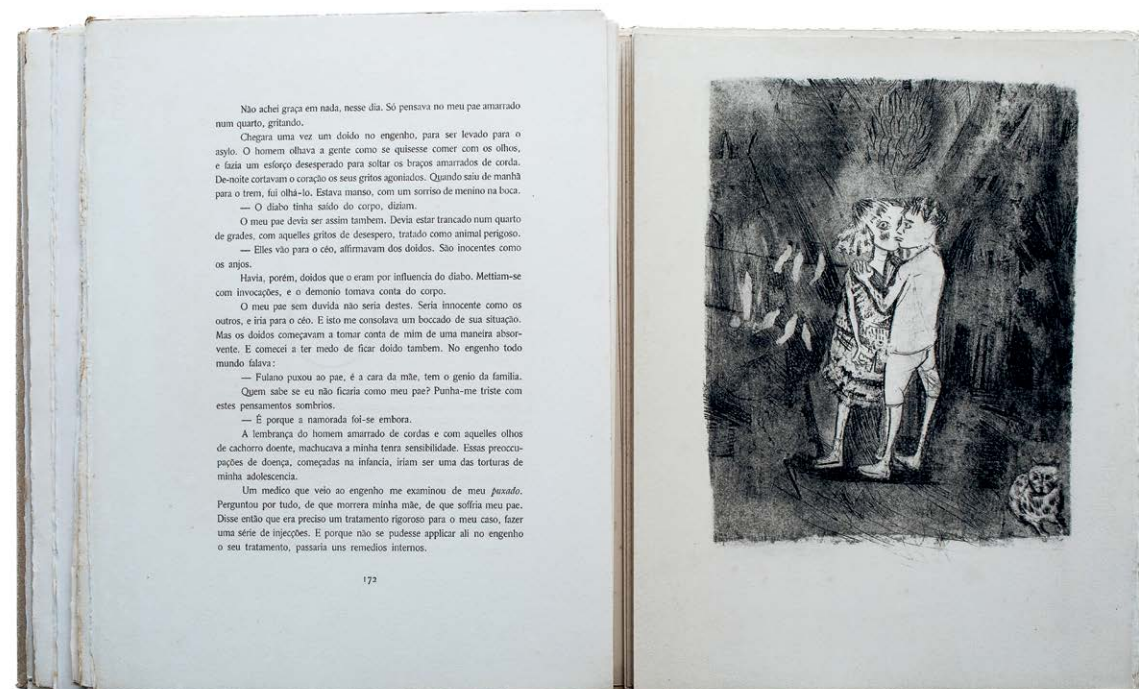 Não achei graça em nada, nesse dia. Só pensava no meu pae amarrado
num quarto, gritando.
Chegara uma vez um doido no engenho, para ser levado para o
asylo. O homem olhava a gente como se quisesse comer com os olhos,
e fazia um esforço desesperado para soltar os braços amarrados de corda.
De-noite cortavam o coração os seus gritos agoniados. Quando saiu de manhã
para o trem, fui olhá-lo. Estava manso, com um sorriso de menino na boca.
— O diabo tinha saído do corpo, diziam.
O meu pae devia ser assim tambem. Devia estar trancado num quarto
de grades, com aquelles gritos de desespero, tratado como animal perigoso.
— Elles vão para o céo, affirmavam dos doidos. São inocentes como
os anjos.
Havia, porém, doidos que o eram por influencia do diabo. Mettiam-se
com invocações, e o demonio tomava conta do corpo.
O meu pae sem duvida não seria destes. Seria innocente como os
outros, e iria para o céo. E isto me consolava um boccado de sua situação.
Mas os doidos começavam a tomar conta de mim de uma maneira absor-
vente. E comecei a ter medo de ficar doido tambem. No engenho todo
mundo falava:
— Fulano puxou ao pae, é a cara da mãe, tem o genio da familia.
Quem sabe se eu não ficaria como meu pae? Punha-me triste com
estes pensamentos sombrios.
— É porque a namorada foi-se embora.
A lembrança do homem amarrado de cordas e com aquelles olhos
de cachorro doente, machucava a minha tenra sensibilidade. Essas preoccu-
pações de doença, começadas na infancia, iriam ser uma das torturas de
minha adolescencia.
Um medico que veio ao engenho me examinou de meu puxado.
Perguntou por tudo, de que morrera minha mãe, de que soffria meu pae.
Disse então que era preciso um tratamento rigoroso para o meu caso, fazer
uma série de injecções. E porque não se pudesse applicar ali no engenho
o seu tratamento, passaria uns remedios internos.
172